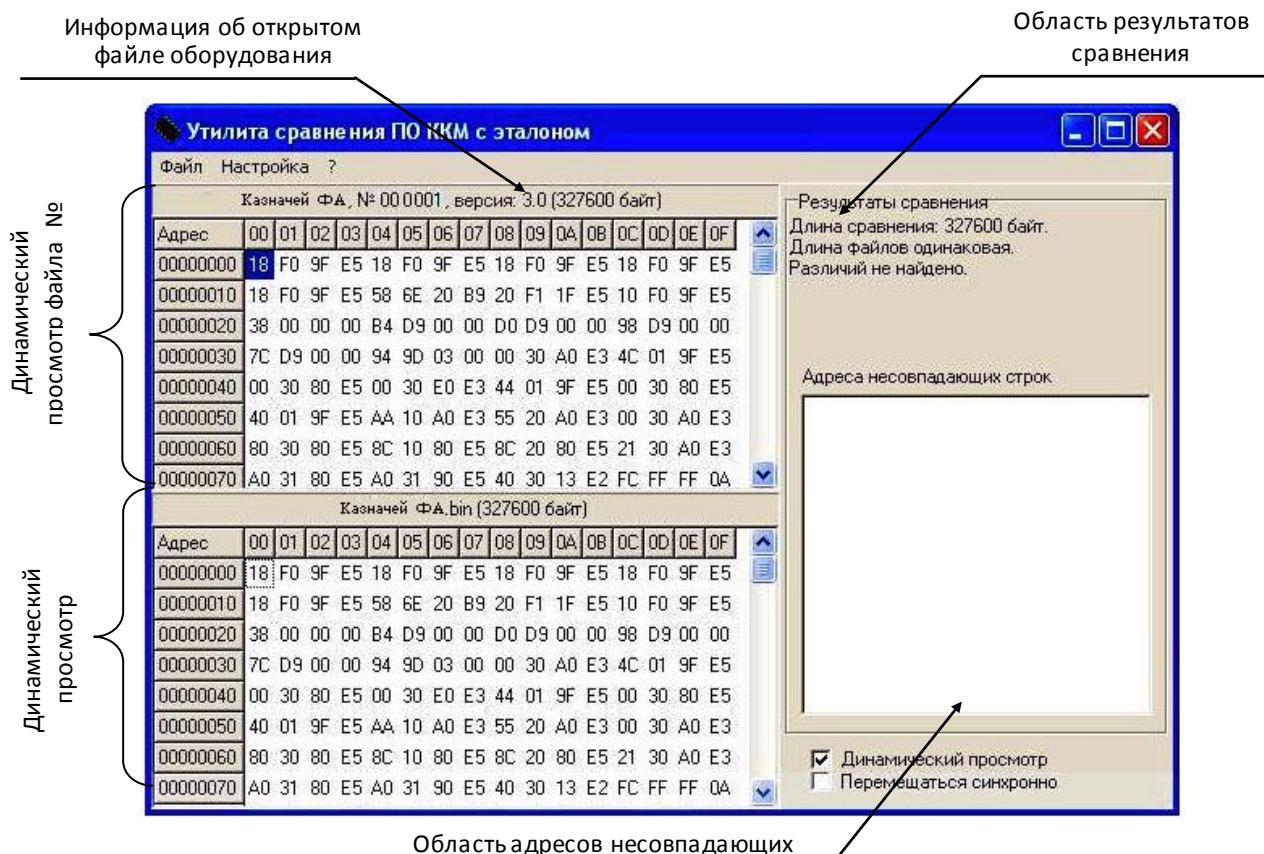 Информация об открытом
файле оборудования
Область результатов
сравнения
Утилита сравнения ПО ККМ с эталоном
Файл Настройка ?
Казначей ФА, № 000001, версия: 3.0 (327600 байт)
Адрес 00 01 02 03 04 05 06 07 08 09 0A 0B 0C 0D 0E 0F
00000000 18 F0 9F E5 18 F0 9F E5 18 F0 9F E5 18 F0 9F E5
00000010 18 F0 9F E5 58 6E 20 B9 20 F1 1F E5 10 F0 9F E5
00000020 38 00 00 00 B4 D9 00 00 D0 D9 00 00 98 D9 00 00
00000030 7C D9 00 00 94 9D 03 00 00 30 A0 E3 4C 01 9F E5
00000040 00 30 80 E5 00 30 E0 E3 44 01 9F E5 00 30 80 E5
00000050 40 01 9F E5 AA 10 A0 E3 55 20 A0 E3 00 30 A0 E3
00000060 80 30 80 E5 8C 10 80 E5 8C 20 80 E5 21 30 A0 E3
00000070 A0 31 80 E5 A0 31 90 E5 40 30 13 E2 FC FF FF 0A
Казначей ФА.bin (327600 байт)
Адрес 00 01 02 03 04 05 06 07 08 09 0A 0B 0C 0D 0E 0F
00000000 18 F0 9F E5 18 F0 9F E5 18 F0 9F E5 18 F0 9F E5
00000010 18 F0 9F E5 58 6E 20 B9 20 F1 1F E5 10 F0 9F E5
00000020 38 00 00 00 B4 D9 00 00 D0 D9 00 00 98 D9 00 00
00000030 7C D9 00 00 94 9D 03 00 00 30 A0 E3 4C 01 9F E5
00000040 00 30 80 E5 00 30 E0 E3 44 01 9F E5 00 30 80 E5
00000050 40 01 9F E5 AA 10 A0 E3 55 20 A0 E3 00 30 A0 E3
00000060 80 30 80 E5 8C 10 80 E5 8C 20 80 E5 21 30 A0 E3
00000070 A0 31 80 E5 A0 31 90 E5 40 30 13 E2 FC FF FF 0A
Результаты сравнения
Длина сравнения: 327600 байт.
Длина файлов одинаковая.
Различий не найдено.
Адреса несовпадающих строк
Динамический просмотр
Перемещаться синхронно
Динамический
просмотр файла №
Динамический
просмотр
Область адресов несовпадающих